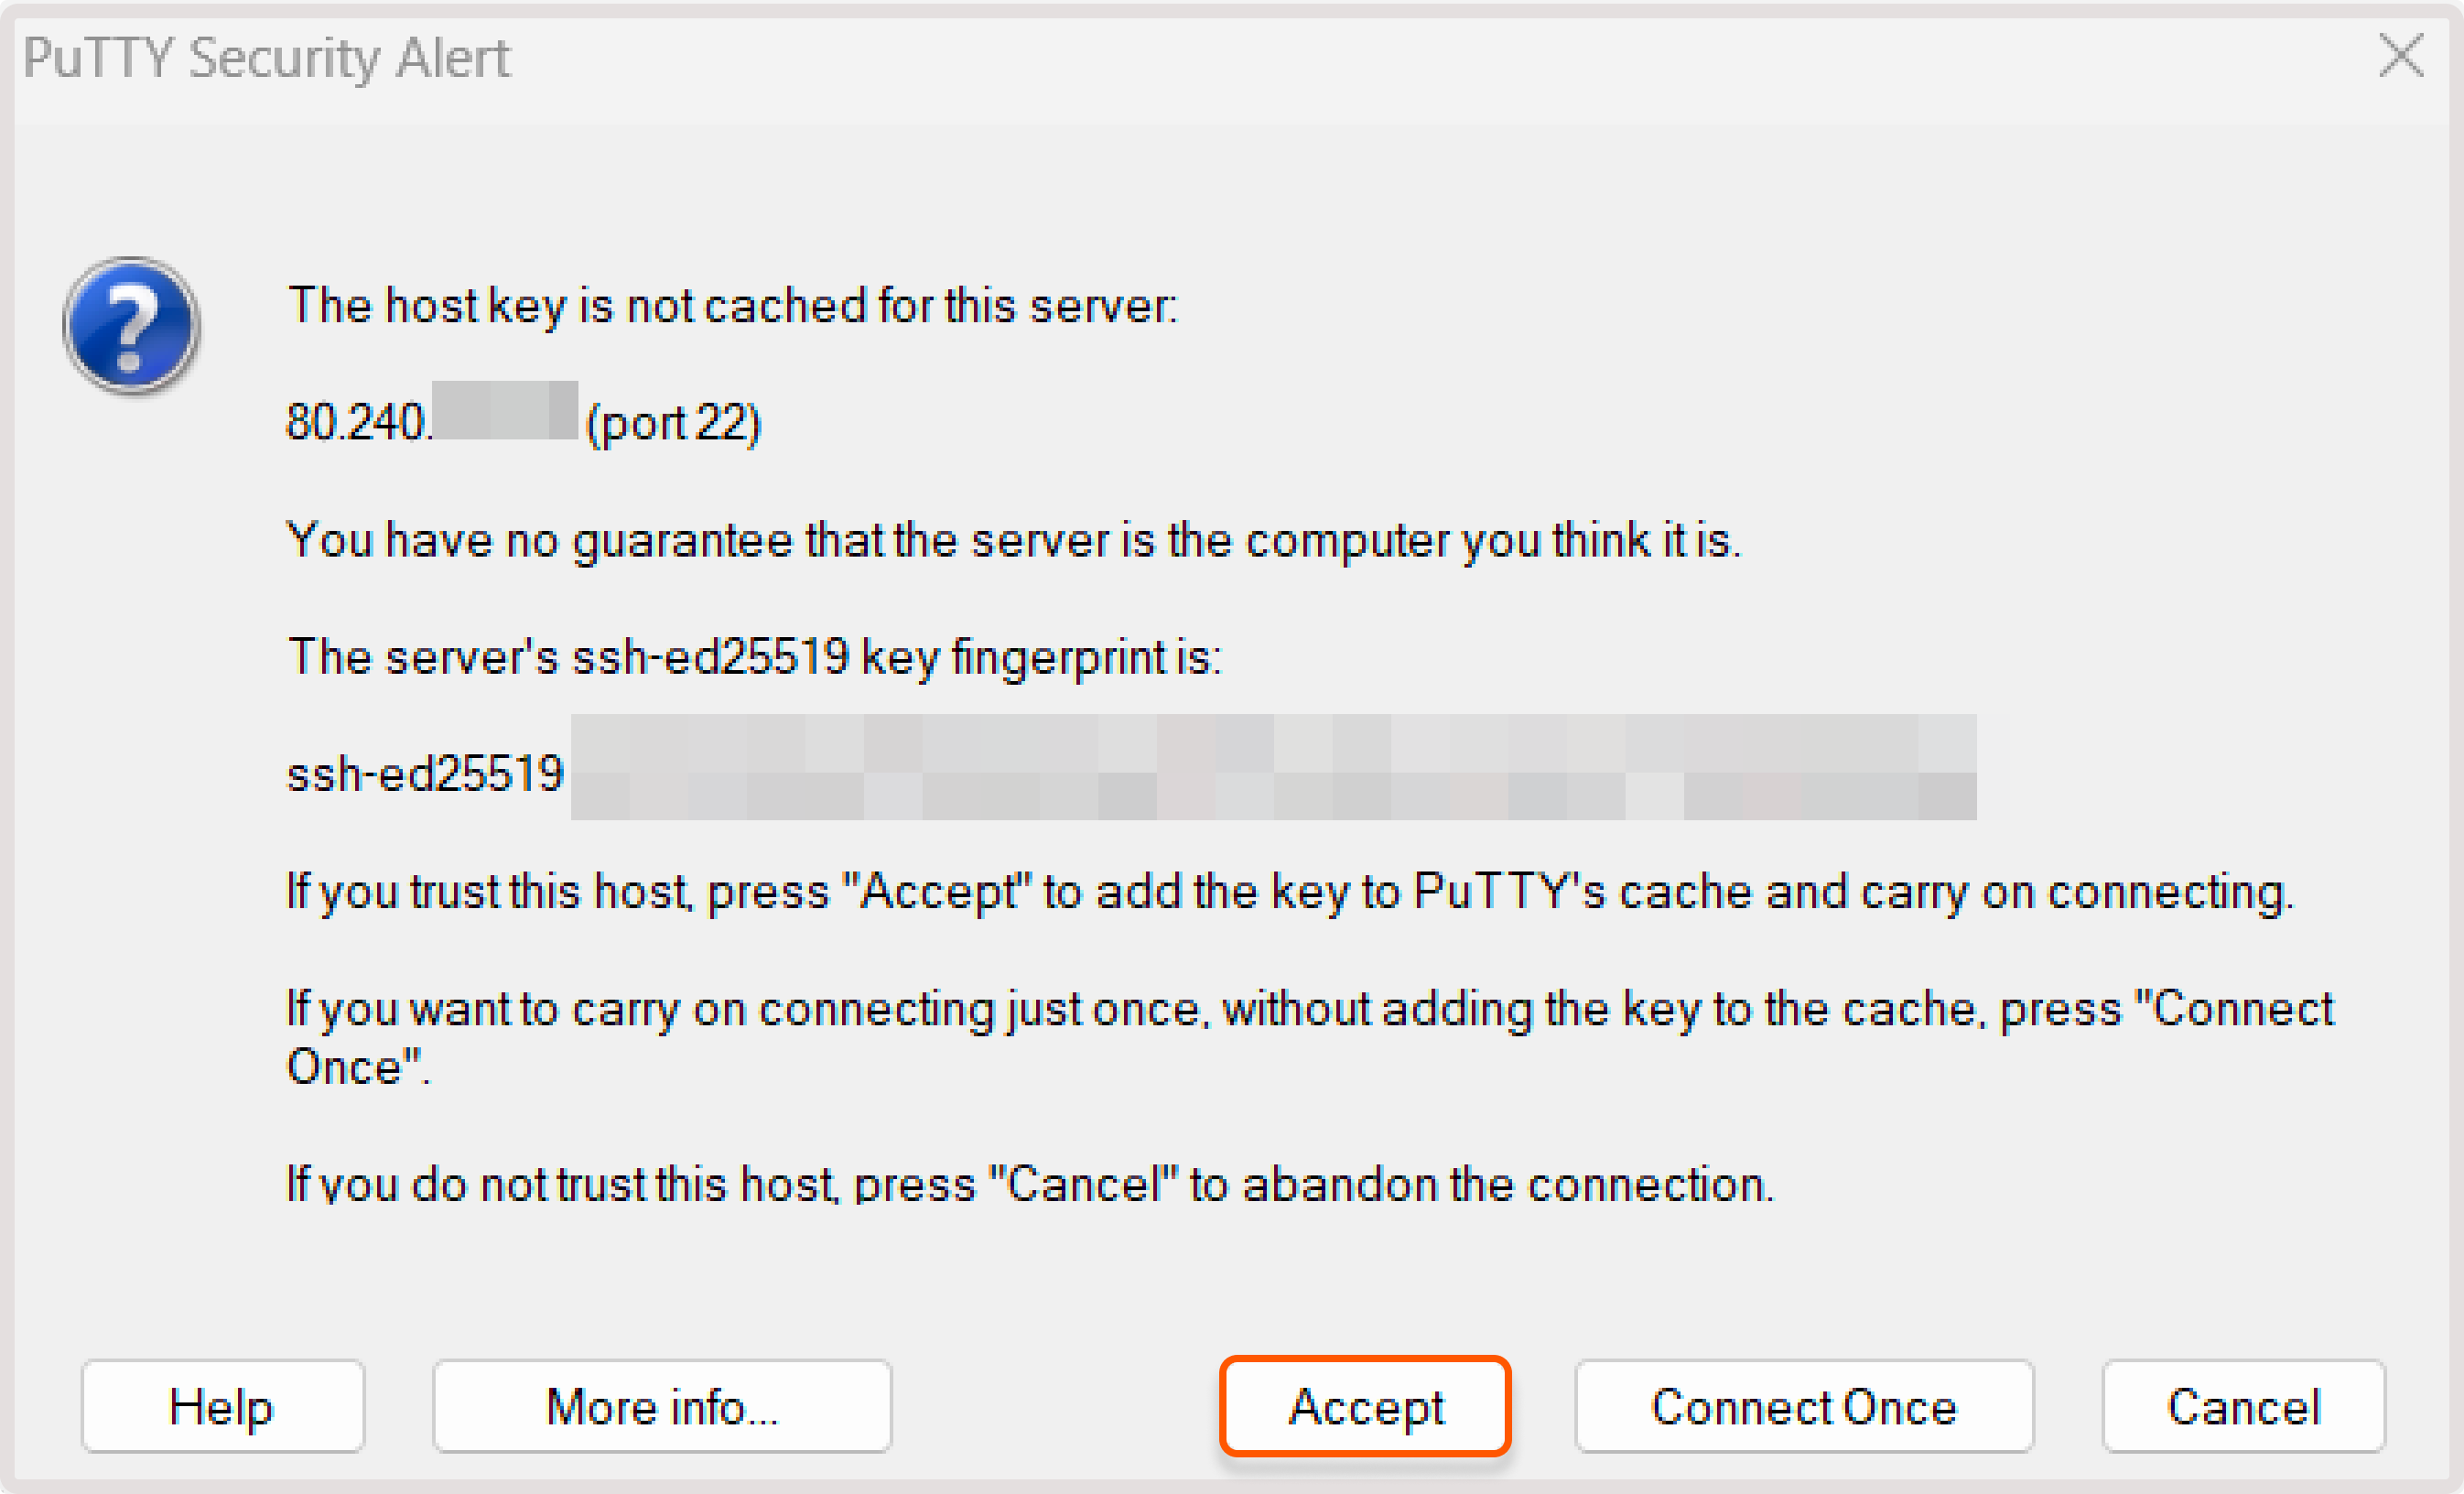 PuTTY Security Alert
The host key is not cached for this server:
80.240. (port 22)
You have no guarantee that the server is the computer you think it is.
The server's ssh-ed25519 key fingerprint is:
ssh-ed25519
If you trust this host, press "Accept" to add the key to PuTTY's cache and carry on connecting.
If you want to carry on connecting just once, without adding the key to the cache, press "Connect
Once".
If you do not trust this host, press "Cancel" to abandon the connection.
Help More info... Accept Connect Once Cancel